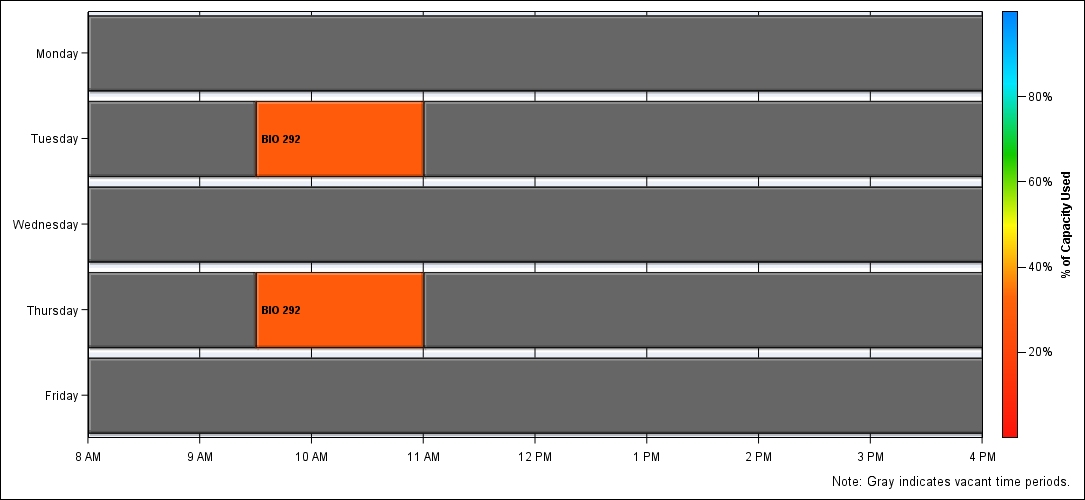 Monday
Tuesday
BIO 292
Wednesday
Thursday
BIO 292
Friday
8 AM 9 AM 10 AM 11 AM 12 PM 1 PM 2 PM 3 PM 4 PM
80%
60%
40%
20%
% of Capacity Used
Note: Gray indicates vacant time periods.